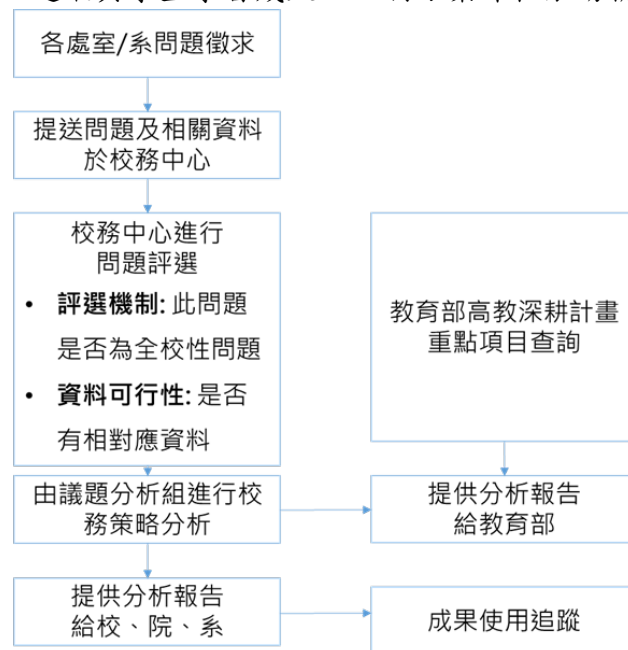 各處室/系問題徵求
提送問題及相關資料
於校務中心
校務中心進行
問題評選
• 評選機制: 此問題
是否為全校性問題
• 資料可行性: 是否
有相對應資料
教育部高教深耕計畫
重點項目查詢
由議題分析組進行校
務策略分析
提供分析報告
給教育部
提供分析報告
給校、院、系
成果使用追蹤